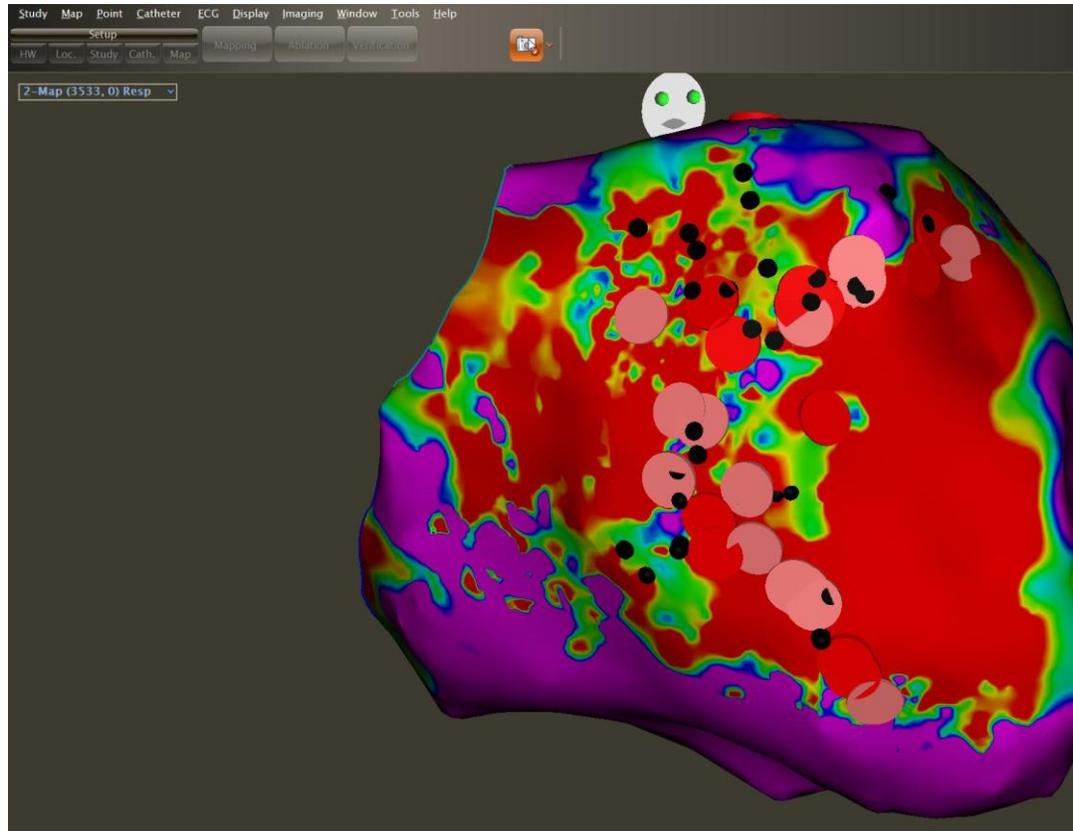 Study Map Point Catheter ECG Display Imaging Window Tools Help
Setup
HW Loc. Study Cath. Map Mapping Ablation Verification
2-Map (3533, 0) Resp